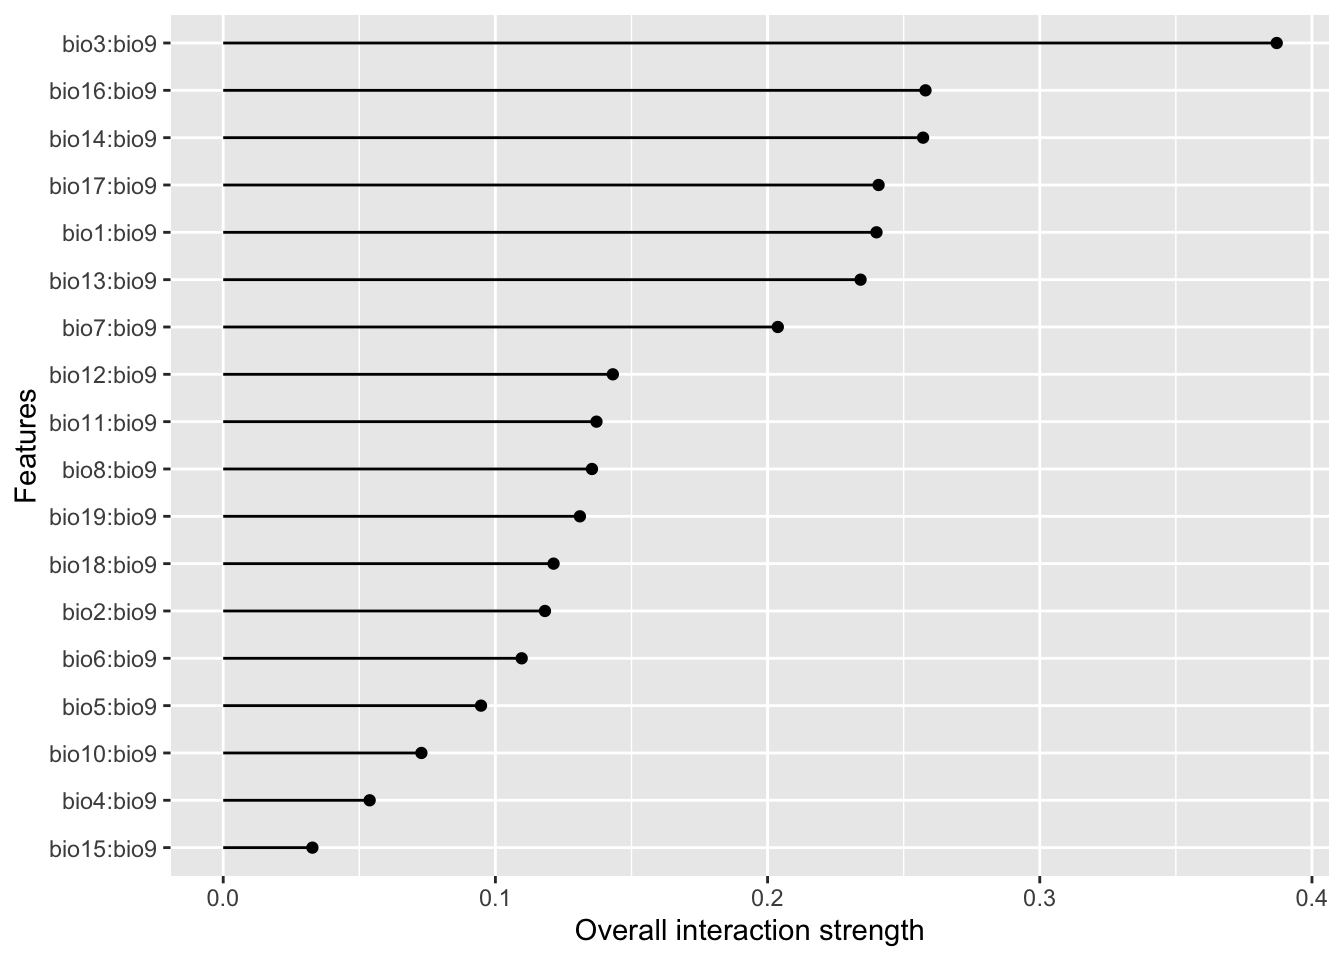 bio3:bio9
bio16:bio9
bio14:bio9
bio17:bio9
bio1:bio9
bio13:bio9
bio7:bio9
bio12:bio9
bio11:bio9
bio8:bio9
bio19:bio9
bio18:bio9
bio2:bio9
bio6:bio9
bio5:bio9
bio10:bio9
bio4:bio9
bio15:bio9
Features
0.0 0.1 0.2 0.3 0.4
Overall interaction strength